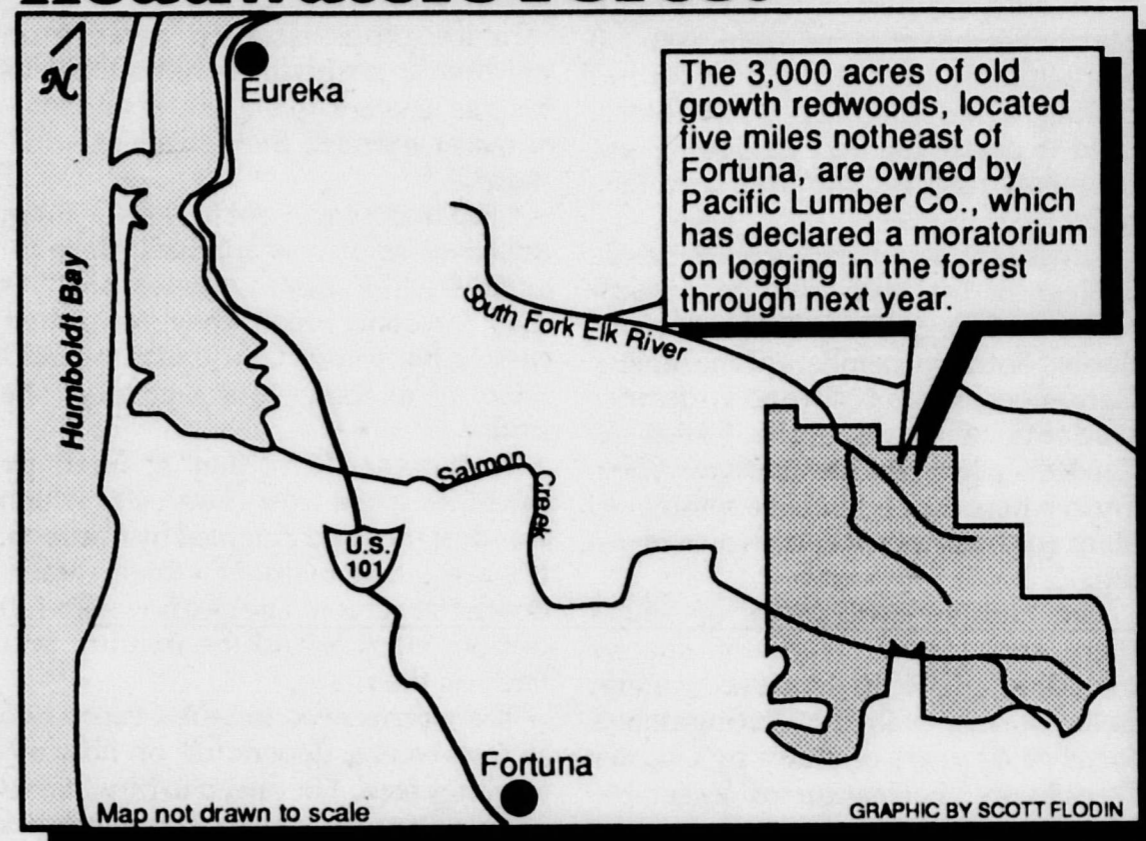 Headwaters Forest
N
Eureka
The 3,000 acres of old
growth redwoods, located
five miles notheast of
Fortuna, are owned by
Pacific Lumber Co., which
has declared a moratorium
on logging in the forest
through next year.
Humboldt Bay
South Fork Elk River
Salmon Creek
U.S.
101
Fortuna
Map not drawn to scale
GRAPHIC BY SCOTT FLODIN